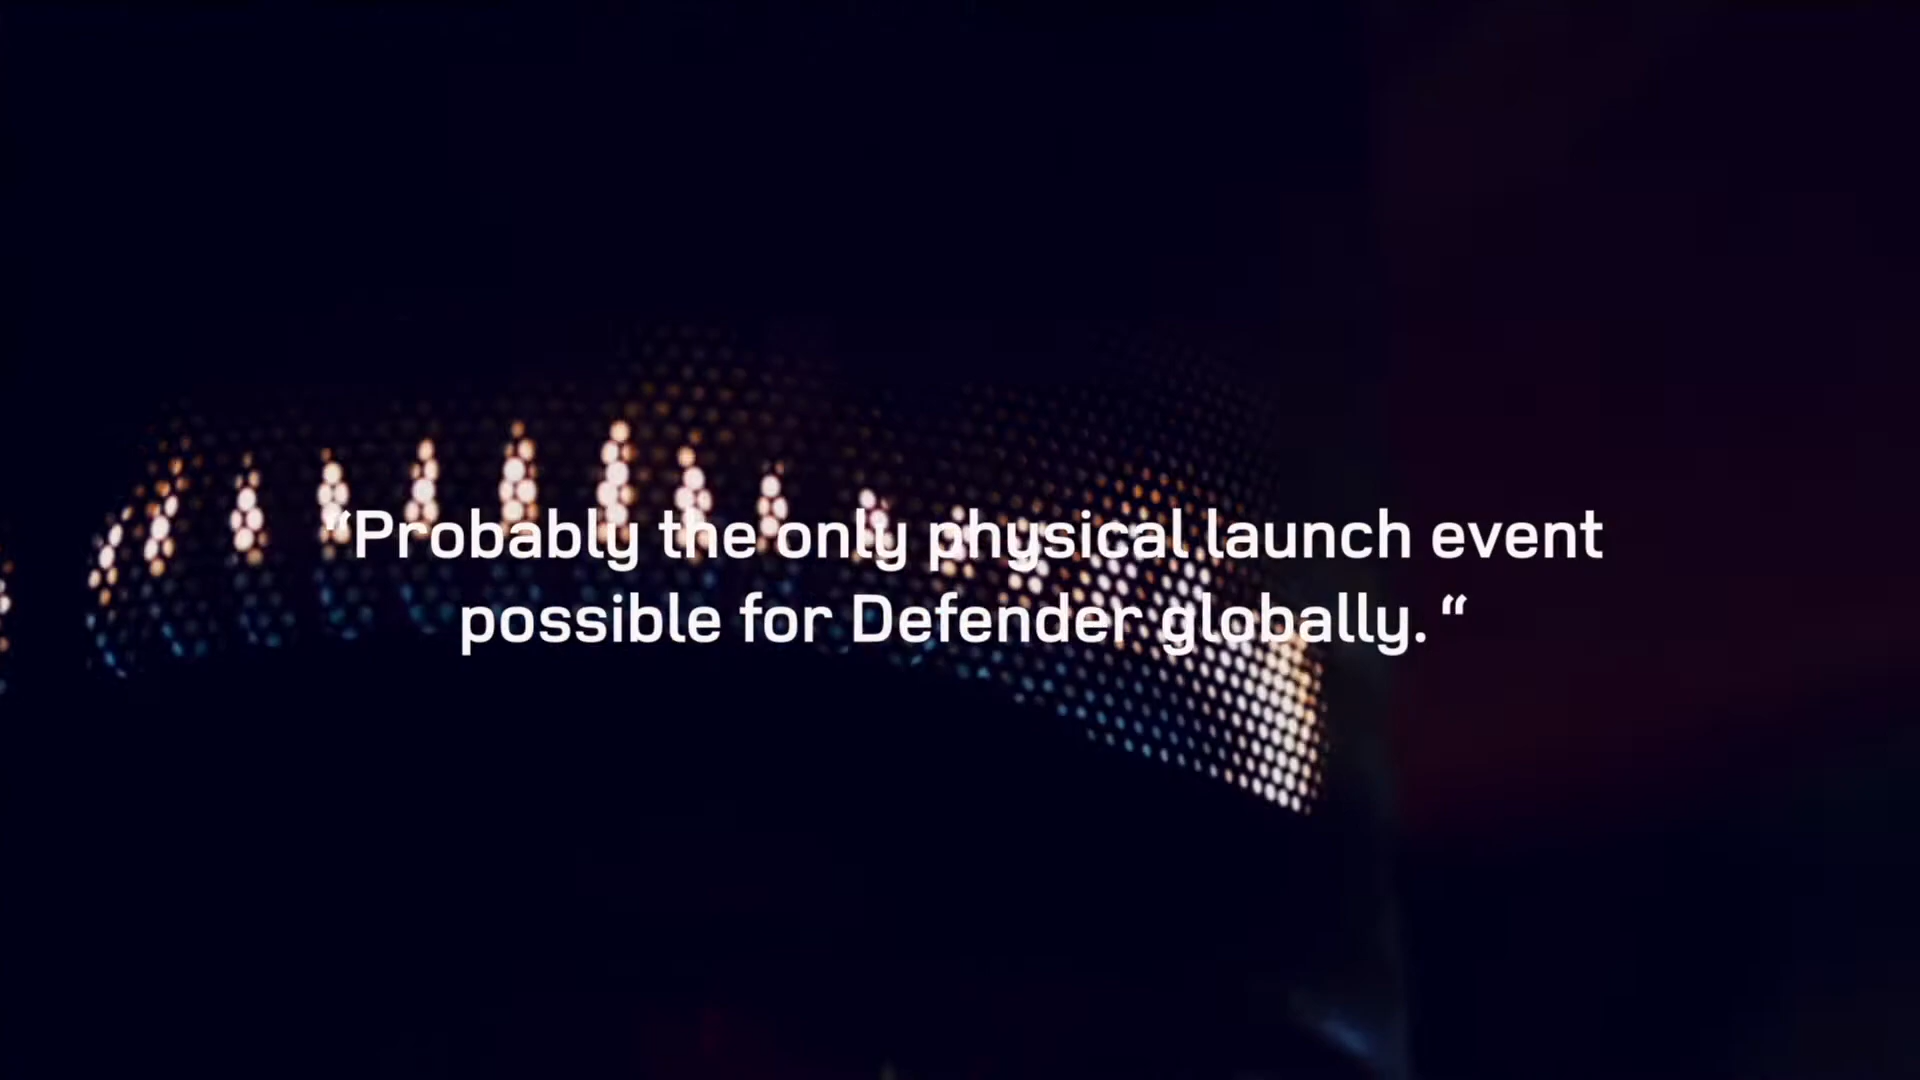 “Probably the only physical launch event
possible for Defender globally. “